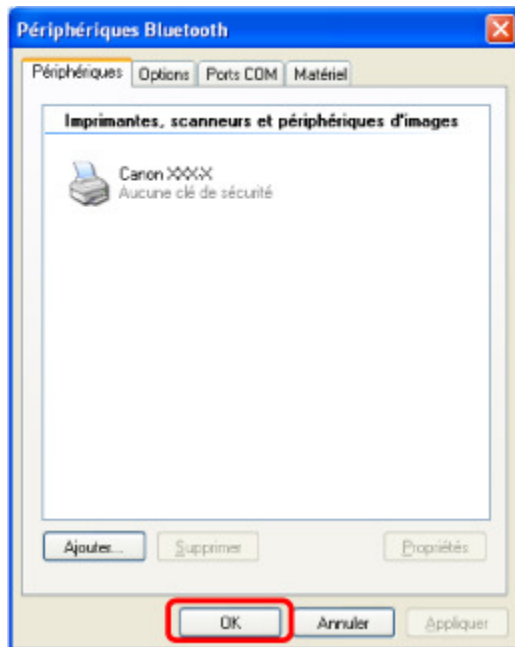 Périphériques Bluetooth
Périphériques Options Ports COM Matériel
Imprimantes, scanneurs et périphériques d'images
Canon XXX-X
Aucune clé de sécurité
Ajouter... Supprimer Propriétés
OK Annuler Appliquer